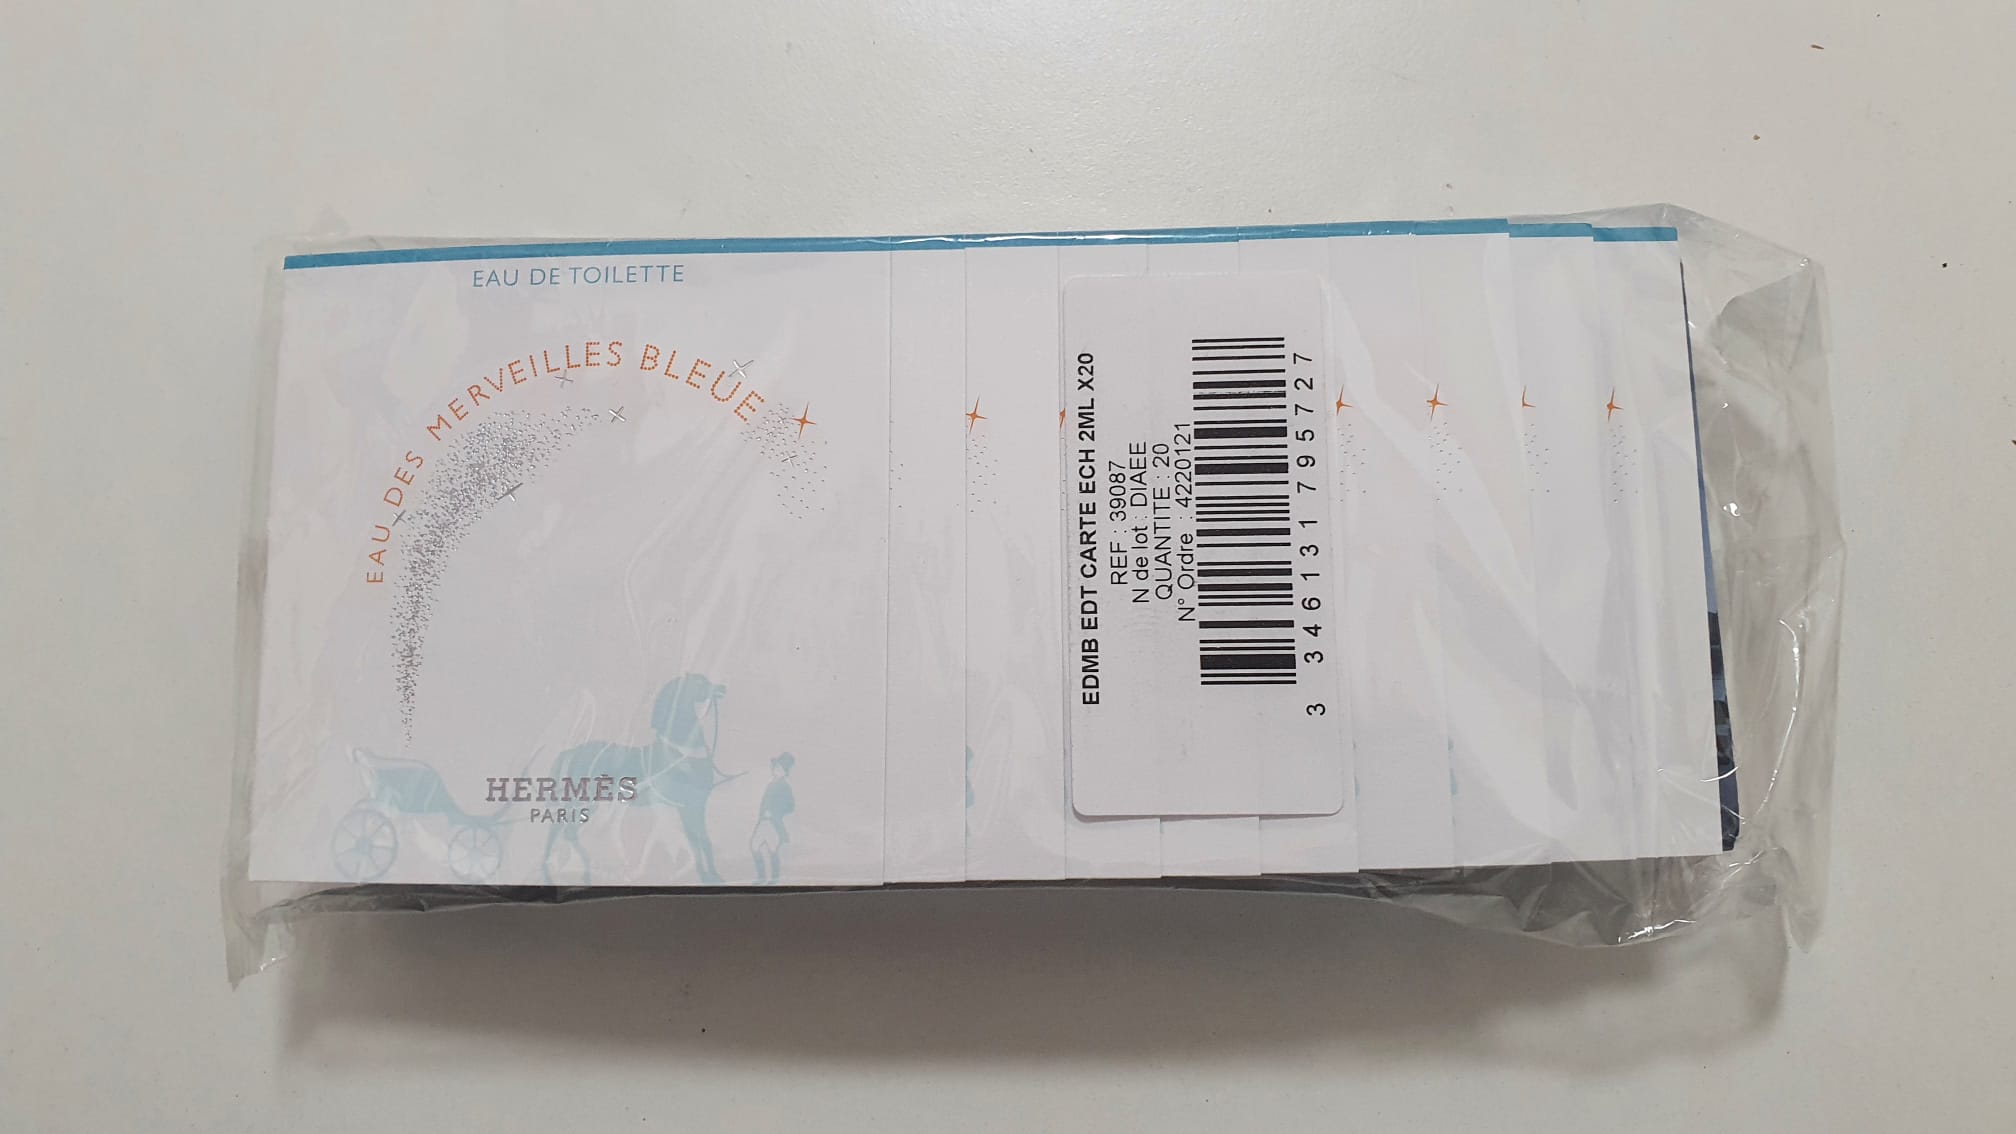 EAU DE TOILETTE
EAU DES MERVEILLES BLEUE
HERMÈS
PARIS
EDMB EDT CARTE ECH 2ML X20
REF : 39087
N de lot : DIAEE
QUANTITE : 20
N° Ordre : 4220121
3 346131 795727